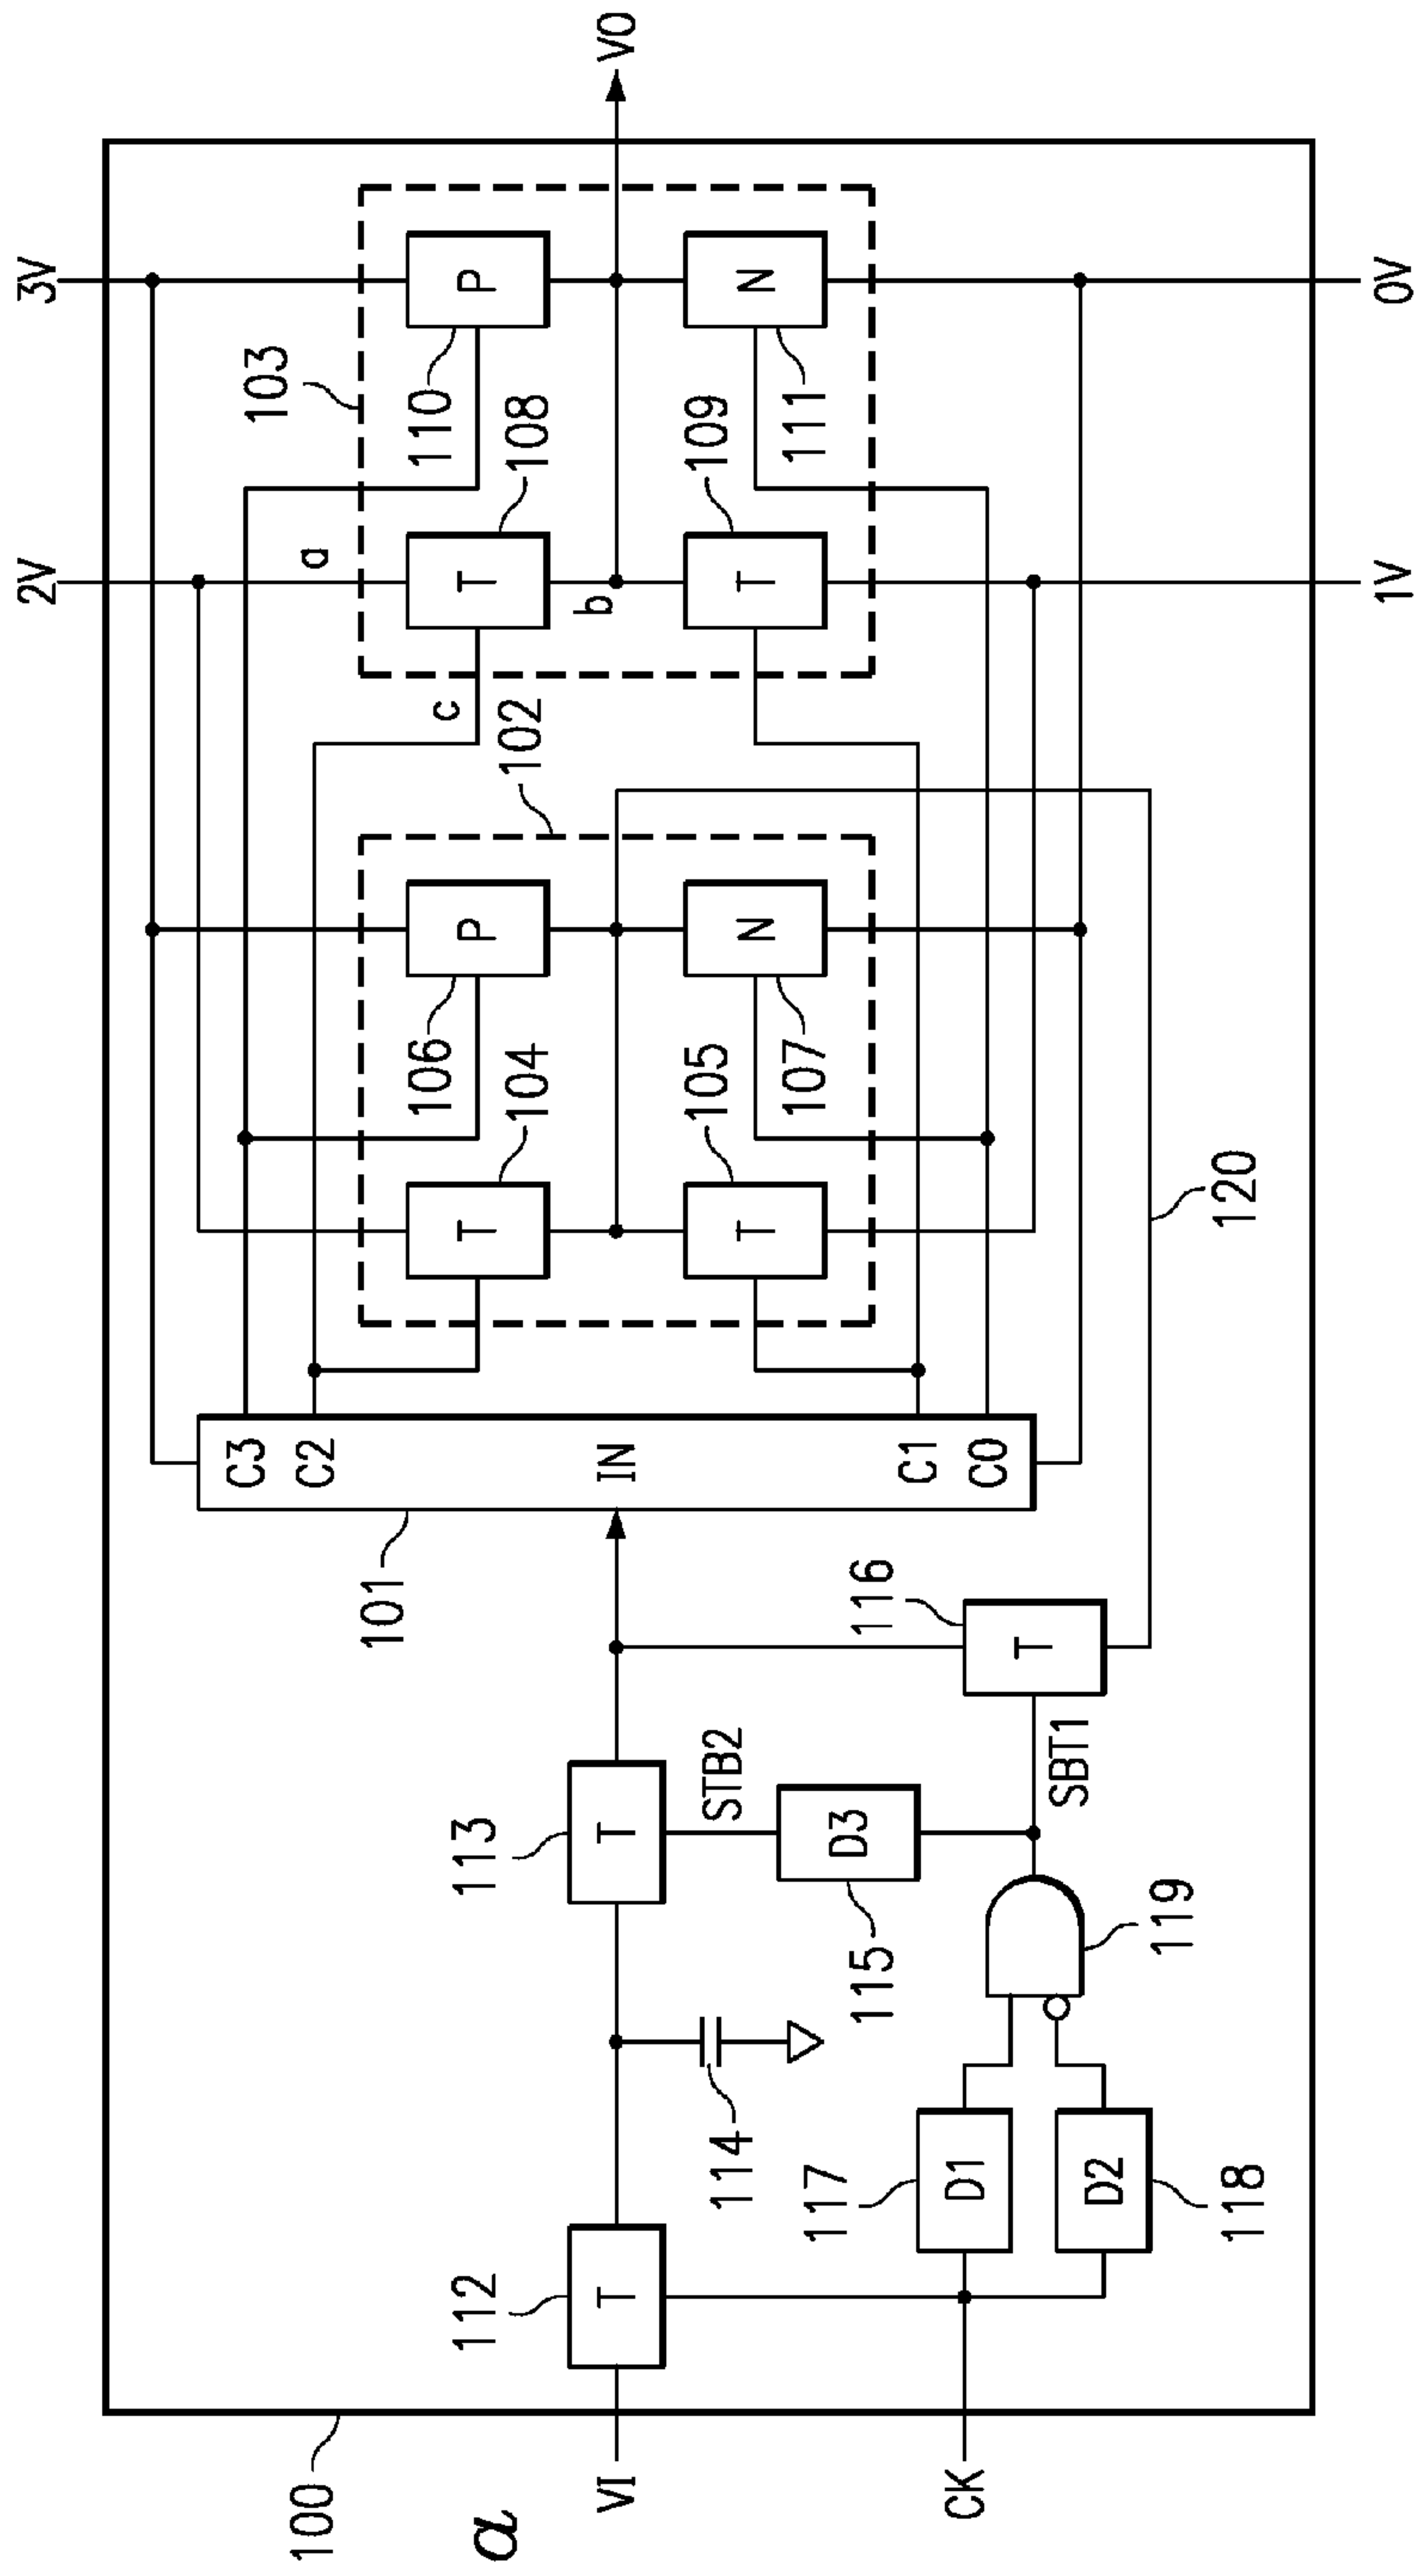 2V
3V
103
a
110
108
P
T
b
c
102
109
111
T
N
VO
106
104
P
T
105
107
T
N
1V
0V
C3
C2
IN
C1
C0
101
120
113
T
STB2
D3
115
116
T
SBT1
119
114
112
T
117
D1
D2
118
100
a
VI
CK